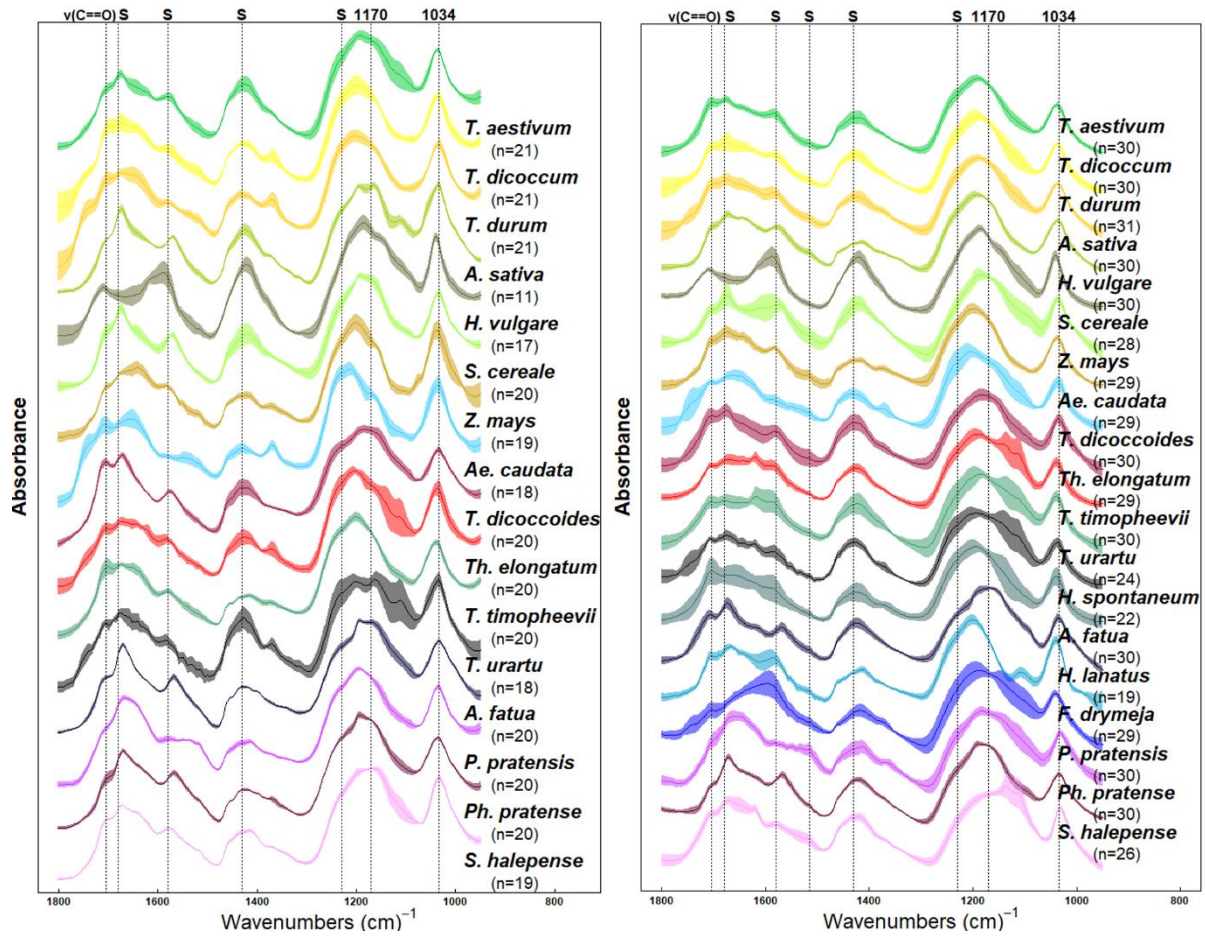 ν(C==O) S S S S 1170 1034
T. aestivum
(n=21)
T. dicoccum
(n=21)
T. durum
(n=21)
A. sativa
(n=11)
H. vulgare
(n=17)
S. cereale
(n=20)
Z. mays
(n=19)
Ae. caudata
(n=18)
T. dicoccoides
(n=20)
Th. elongatum
(n=20)
T. timopheevii
(n=20)
T. urartu
(n=18)
A. fatua
(n=20)
P. pratensis
(n=20)
Ph. pratense
(n=20)
S. halepense
(n=19)
Absorbance
1800 1600 1400 1200 1000 800
Wavenumbers (cm)⁻¹
ν(C==O) S S S S S 1170 1034
T. aestivum
(n=30)
T. dicoccum
(n=30)
T. durum
(n=31)
A. sativa
(n=30)
H. vulgare
(n=30)
S. cereale
(n=28)
Z. mays
(n=29)
Ae. caudata
(n=29)
T. dicoccoides
(n=30)
Th. elongatum
(n=29)
T. timopheevii
(n=30)
T. urartu
(n=24)
H. spontaneum
(n=22)
A. fatua
(n=30)
H. lanatus
(n=19)
F. drymeja
(n=29)
P. pratensis
(n=30)
Ph. pratense
(n=30)
S. halepense
(n=26)
Absorbance
1800 1600 1400 1200 1000 800
Wavenumbers (cm)⁻¹